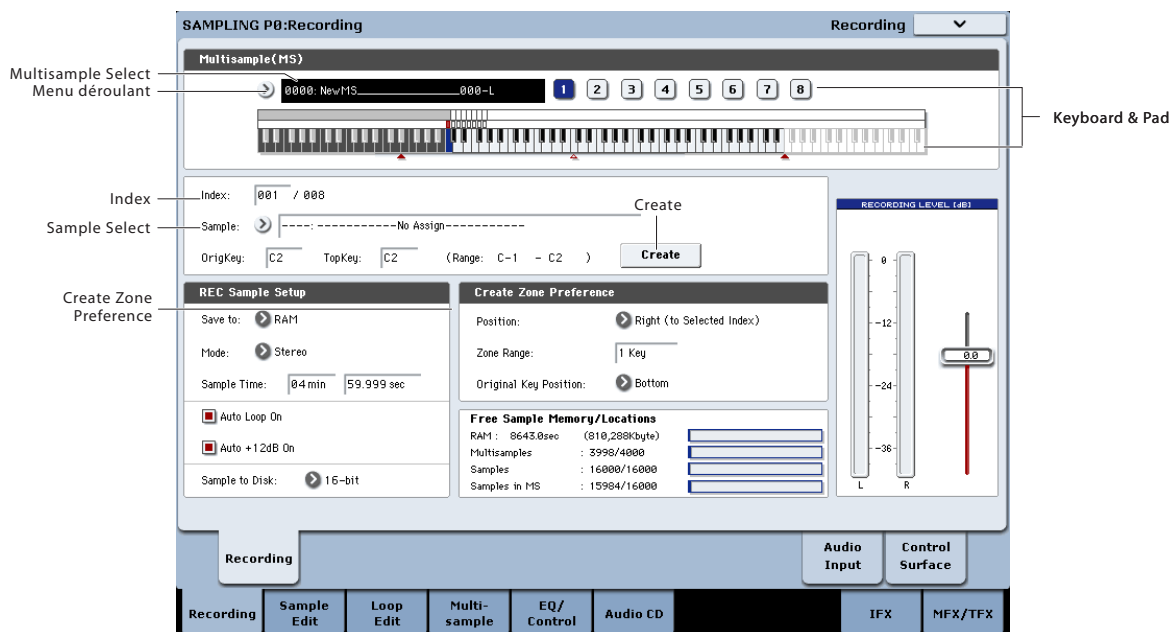 SAMPLING P0:Recording
Recording
Multisample(MS)
Multisample Select
Menu déroulant
0000: NewMS______________000-L
1 2 3 4 5 6 7 8
Keyboard & Pad
Index
Index: 001 / 008
Create
Sample Select
Sample: ----: ------------No Assign------------
OrigKey: C2 TopKey: C2 (Range: C-1 - C2 ) Create
RECORDING LEVEL [dB]
0
-12
-24
-36
L R
0.0
Create Zone
Preference
REC Sample Setup
Save to: RAM
Mode: Stereo
Sample Time: 04 min 59.999 sec
Auto Loop On
Auto +12dB On
Sample to Disk: 16-bit
Create Zone Preference
Position: Right (to Selected Index)
Zone Range: 1 Key
Original Key Position: Bottom
Free Sample Memory/Locations
RAM : 8643.0sec (810,288Kbyte)
Multisamples : 3998/4000
Samples : 16000/16000
Samples in MS : 15984/16000
Recording
Audio
Input
Control
Surface
Recording
Sample
Edit
Loop
Edit
Multi-
sample
EQ/
Control
Audio CD
IFX
MFX/TFX